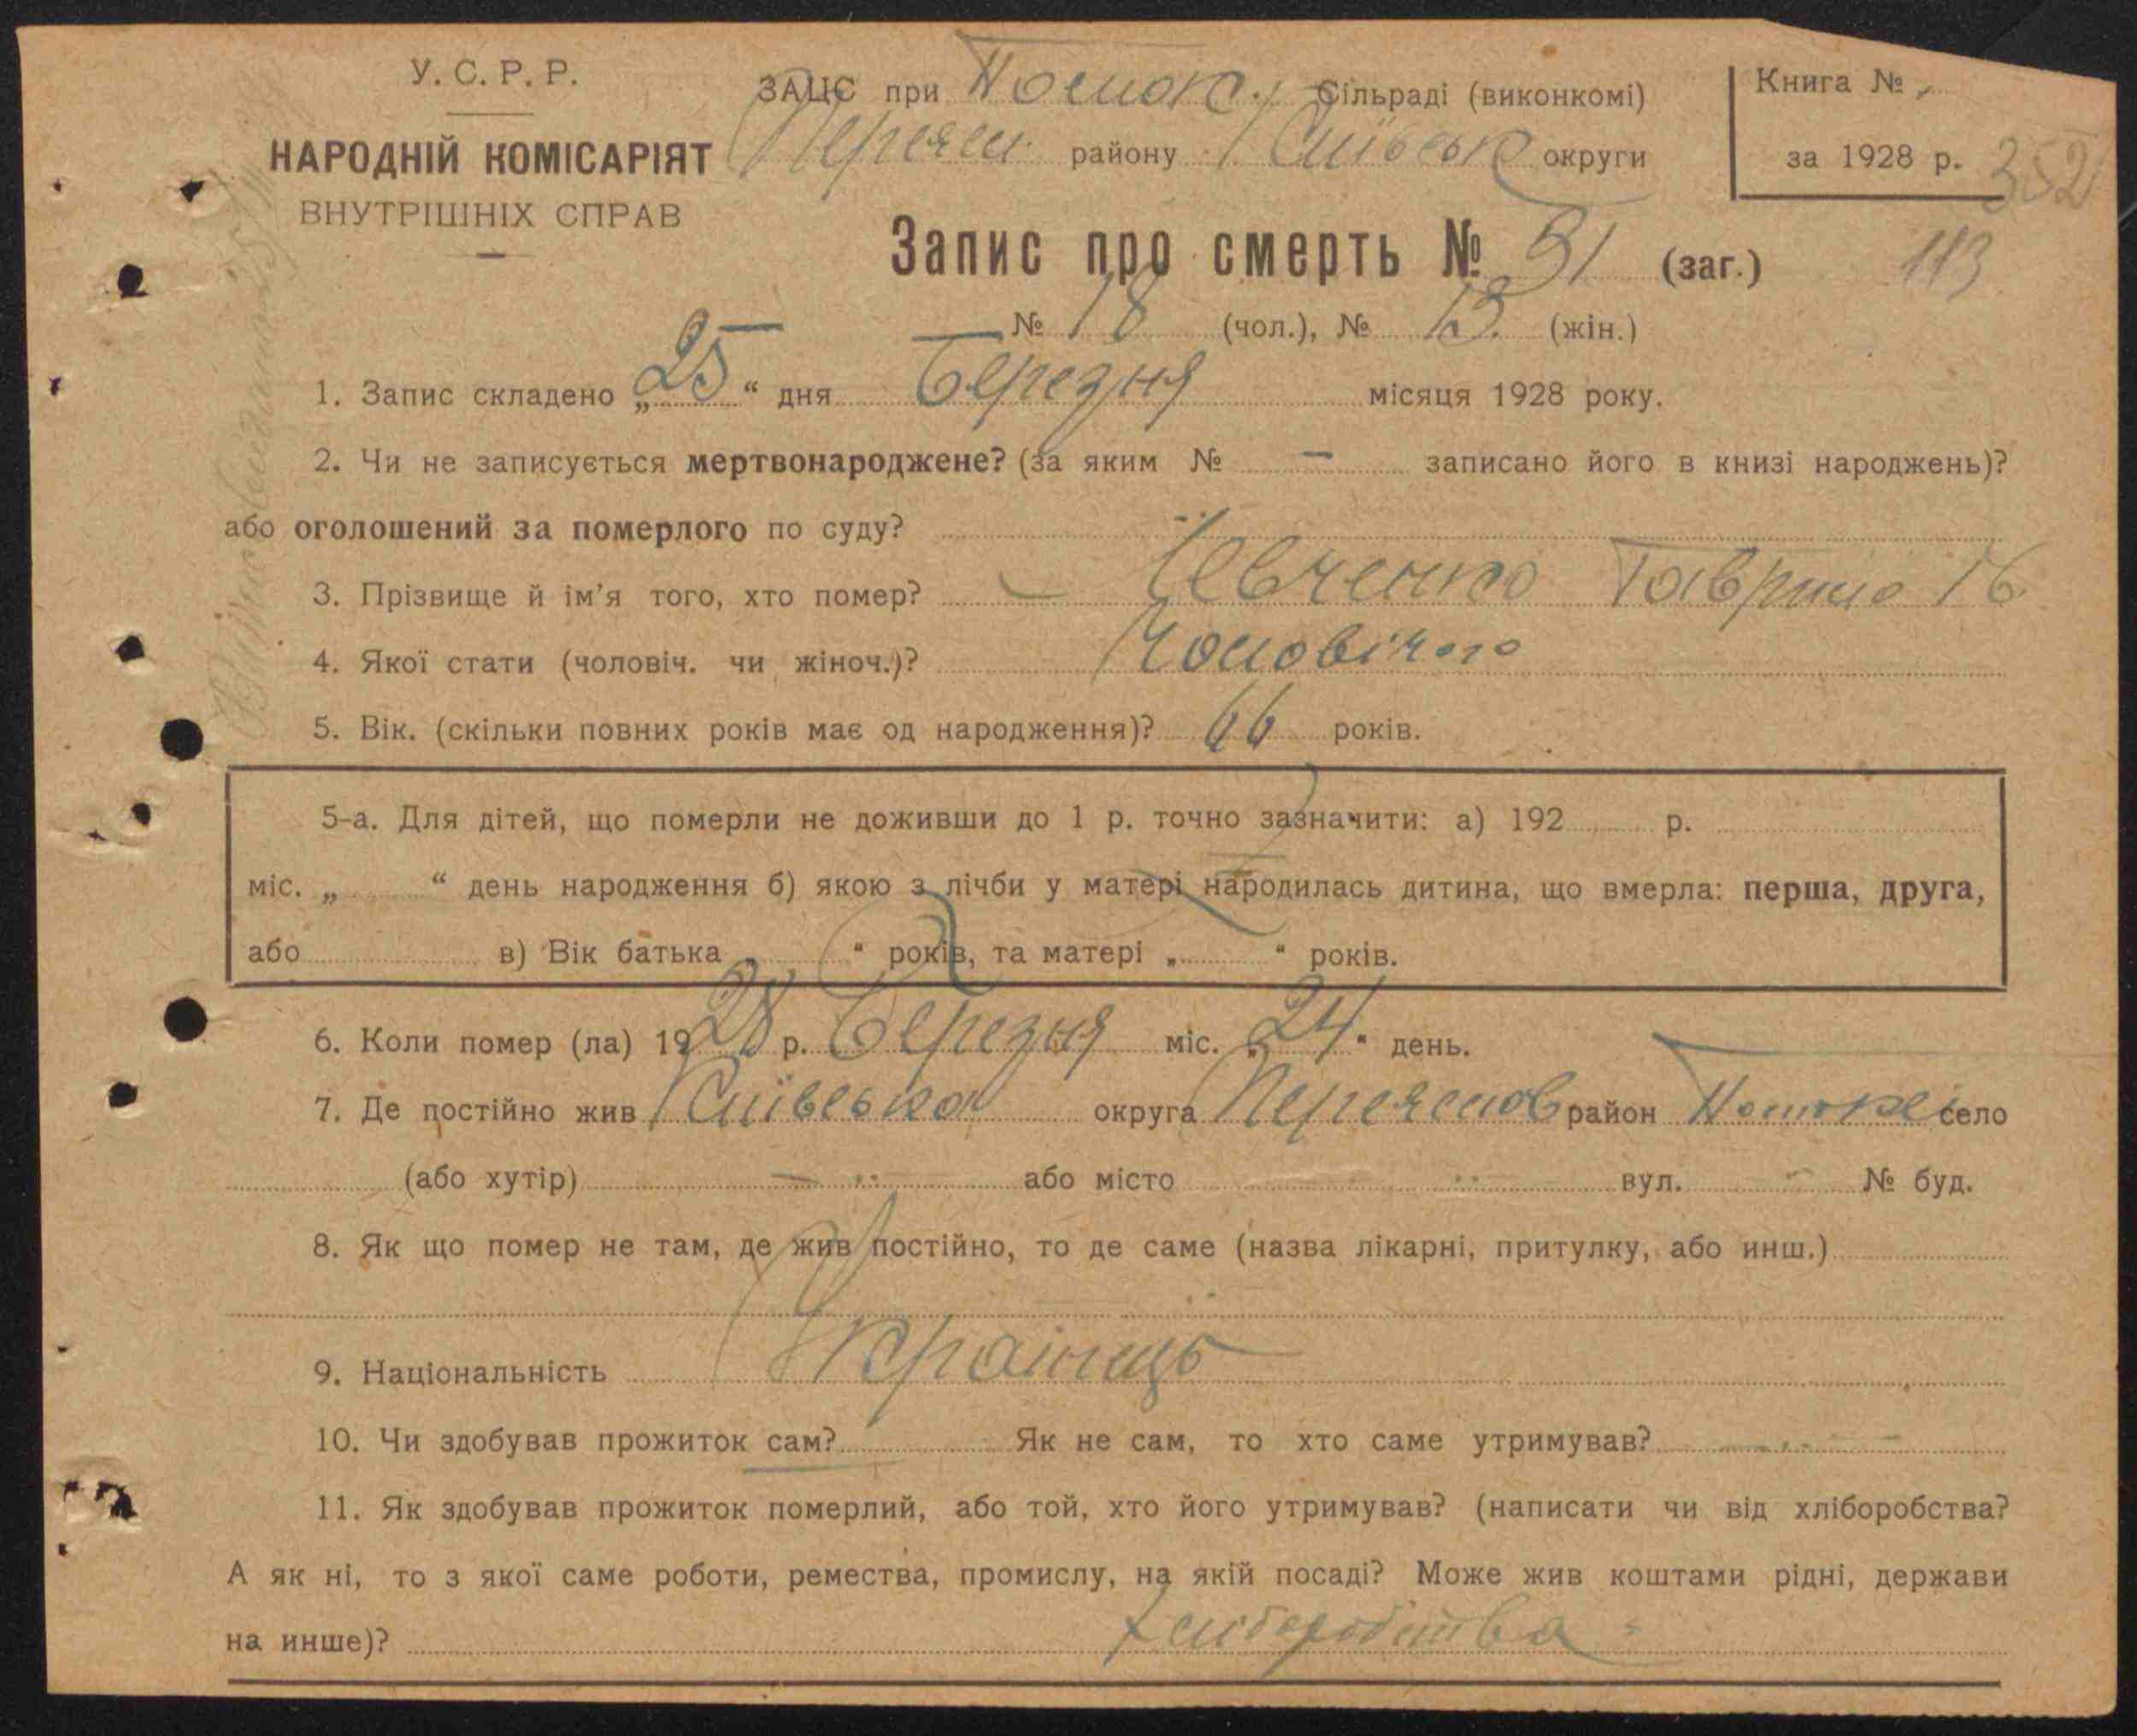 У. С. Р. Р.
НАРОДНІЙ КОМІСАРІЯТ
ВНУТРІШНІХ СПРАВ
ЗАЦС при Сільраді (виконкомі)
Переясл. району Київськ округи
Книга №
за 1928 р. 352
Запис про смерть № 31 (заг.) 113
№ 18 (чол.), № 13. (жін.)
1. Запис складено „25“ дня Березня місяця 1928 року.
2. Чи не записується мертвонароджене? (за яким № — записано його в книзі народжень)?
або оголошений за померлого по суду?
3. Прізвище й ім'я того, хто помер? Гаврило
4. Якої стати (чоловіч. чи жіноч.)? Чоловічого
5. Вік. (скільки повних років має од народження)? 66 років.
5-а. Для дітей, що померли не доживши до 1 р. точно зазначити: а) 192 р.
міс. „ “ день народження б) якою з лічби у матері народилась дитина, що вмерла: перша, друга,
або в) Вік батька „ “ років, та матері „ “ років.
6. Коли помер (ла) 1928 р. Березня міс. „24“ день.
7. Де постійно жив Київська округа Переяслов район село
(або хутір) — або місто вул. № буд.
8. Як що помер не там, де жив постійно, то де саме (назва лікарні, притулку, або инш.)
9. Національність Українець
10. Чи здобував прожиток сам? Як не сам, то хто саме утримував? —
11. Як здобував прожиток померлий, або той, хто його утримував? (написати чи від хліборобства?
А як ні, то з якої саме роботи, ремества, промислу, на якій посаді? Може жив коштами рідні, держави
на инше)? хліборобства